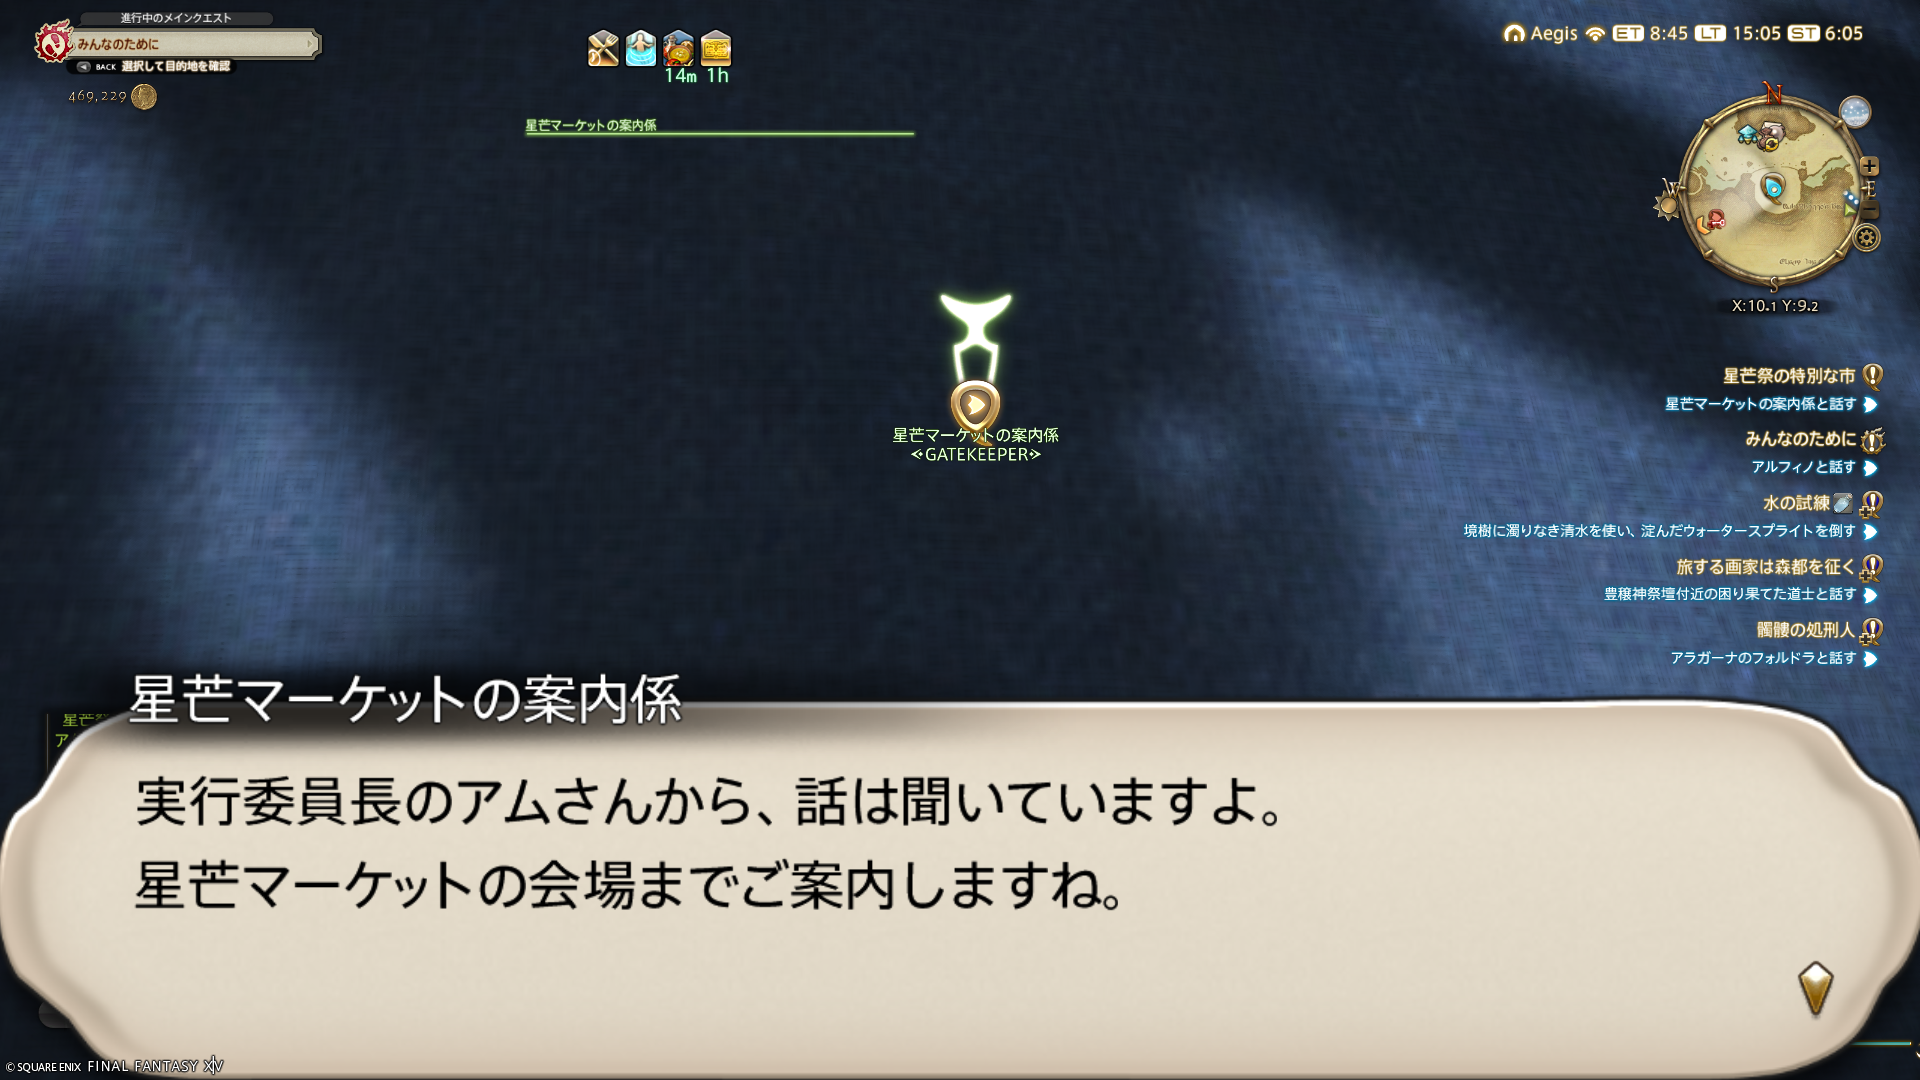 進行中のメインクエスト
みんなのために
BACK 選択して目的地を確認
469,229
14m 1h
Aegis ET 8:45 LT 15:05 ST 6:05
星芒マーケットの案内係
N
W
E
S
X:10.1 Y:9.2
星芒マーケットの案内係
GATEKEEPER
星芒祭の特別な市
星芒マーケットの案内係と話す
みんなのために
アルフィノと話す
水の試練
境樹に濁りなき清水を使い、淀んだウォータースプライトを倒す
旅する画家は森都を征く
豊穣神祭壇付近の困り果てた道士と話す
髑髏の処刑人
アラガーナのフォルドラと話す
星芒マーケットの案内係
実行委員長のアムさんから、話は聞いていますよ。
星芒マーケットの会場までご案内しますね。
© SQUARE ENIX FINAL FANTASY XIV